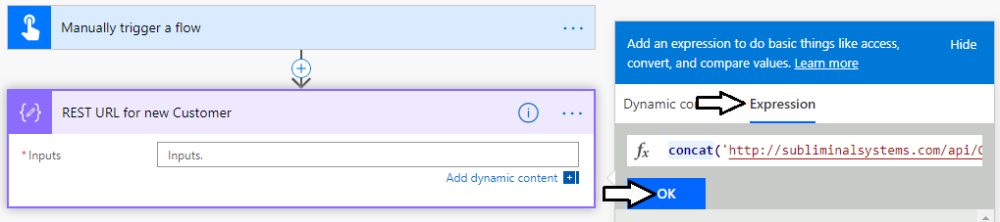 Manually trigger a flow
...
REST URL for new Customer
...
* Inputs
Inputs.
Add dynamic content
Add an expression to do basic things like access,
convert, and compare values. Learn more
Hide
Dynamic co
Expression
fx
concat('http://subliminalsystems.com/api/
OK